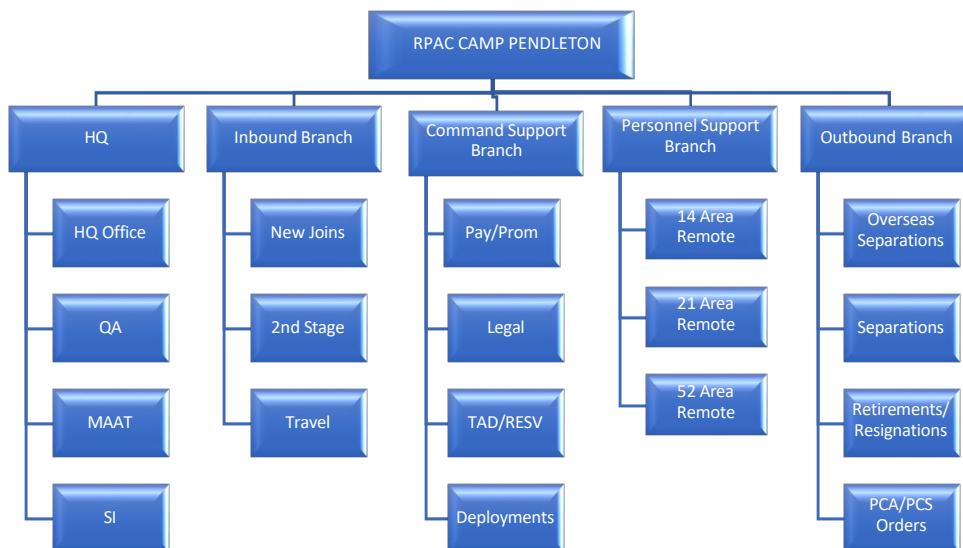 RPAC CAMP PENDLETON
HQ
HQ Office
QA
MAAT
SI
Inbound Branch
New Joins
2nd Stage
Travel
Command Support
Branch
Pay/Prom
Legal
TAD/RESV
Deployments
Personnel Support
Branch
14 Area
Remote
21 Area
Remote
52 Area
Remote
Outbound Branch
Overseas
Separations
Separations
Retirements/
Resignations
PCA/PCS
Orders